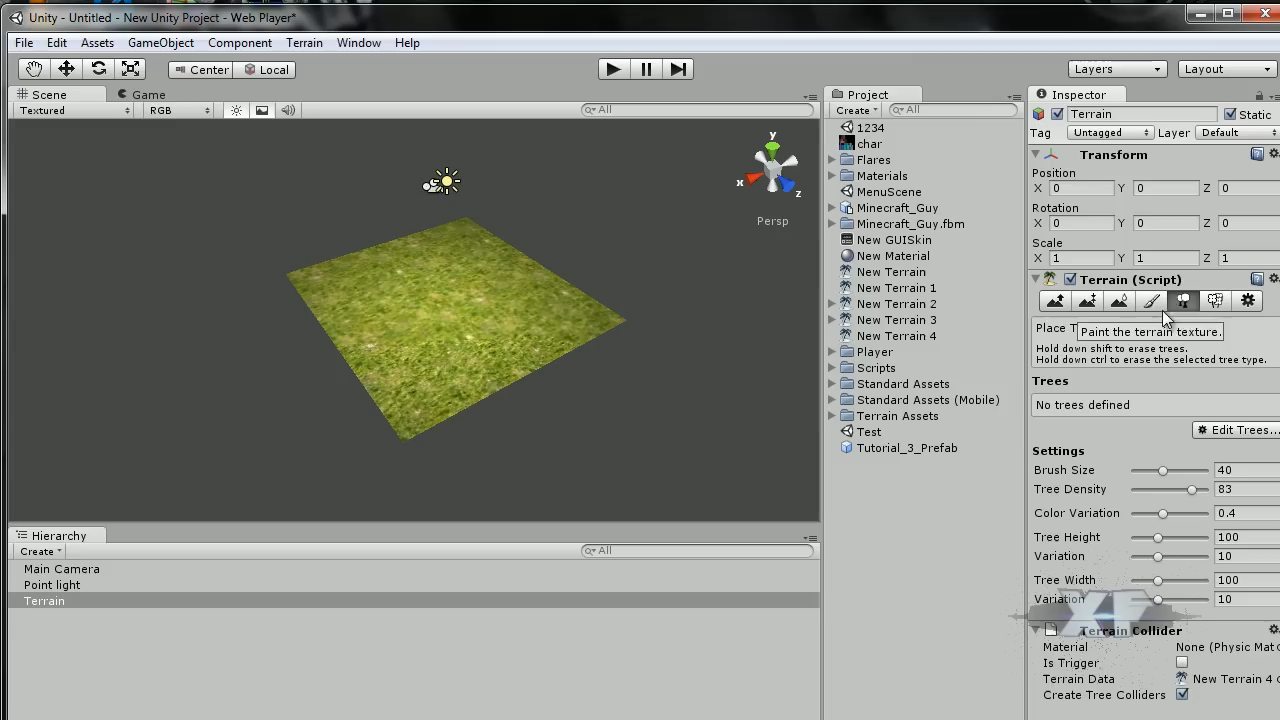 Unity - Untitled - New Unity Project - Web Player*
File Edit Assets GameObject Component Terrain Window Help
Center Local Layers Layout
Scene Game
Textured RGB All
y
x
z
Persp
Hierarchy
Create All
Main Camera
Point light
Terrain
Project
Create All
1234
char
Flares
Materials
MenuScene
Minecraft_Guy
Minecraft_Guy.fbm
New GUISkin
New Material
New Terrain
New Terrain 1
New Terrain 2
New Terrain 3
New Terrain 4
Player
Scripts
Standard Assets
Standard Assets (Mobile)
Terrain Assets
Test
Tutorial_3_Prefab
Inspector
Terrain Static
Tag Untagged Layer Default
Transform
Position
X 0 Y 0 Z 0
Rotation
X 0 Y 0 Z 0
Scale
X 1 Y 1 Z 1
Terrain (Script)
Place T
Paint the terrain texture.
Hold down shift to erase trees.
Hold down ctrl to erase the selected tree type.
Trees
No trees defined
Edit Trees...
Settings
Brush Size 40
Tree Density 83
Color Variation 0.4
Tree Height 100
Variation 10
Tree Width 100
Variation 10
XF
Terrain Collider
Material None (Physic Mat
Is Trigger
Terrain Data New Terrain 4
Create Tree Colliders